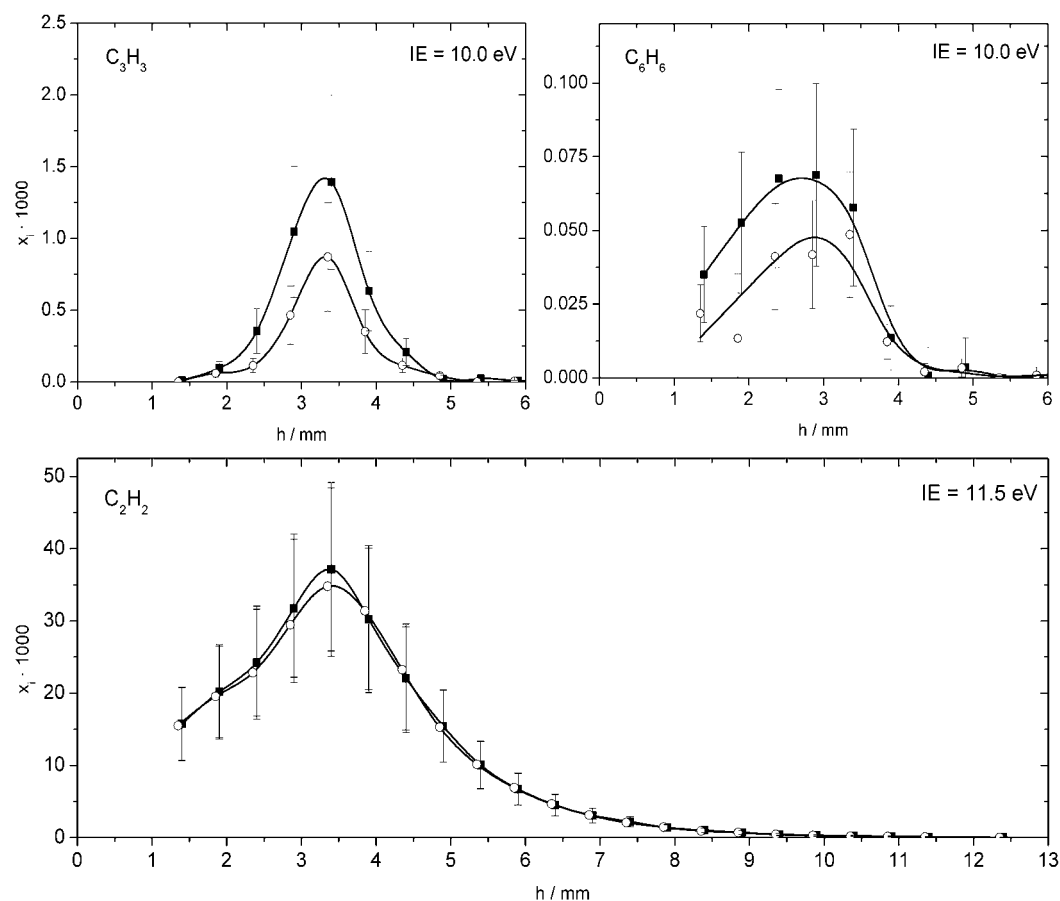 C₃H₃ IE = 10.0 eV
2.5
2.0
1.5
1.0
0.5
0.0
xᵢ · 1000
0 1 2 3 4 5 6
h / mm
C₆H₆ IE = 10.0 eV
0.100
0.075
0.050
0.025
0.000
0 1 2 3 4 5 6
h / mm
C₂H₂ IE = 11.5 eV
50
40
30
20
10
0
xᵢ · 1000
0 1 2 3 4 5 6 7 8 9 10 11 12 13
h / mm